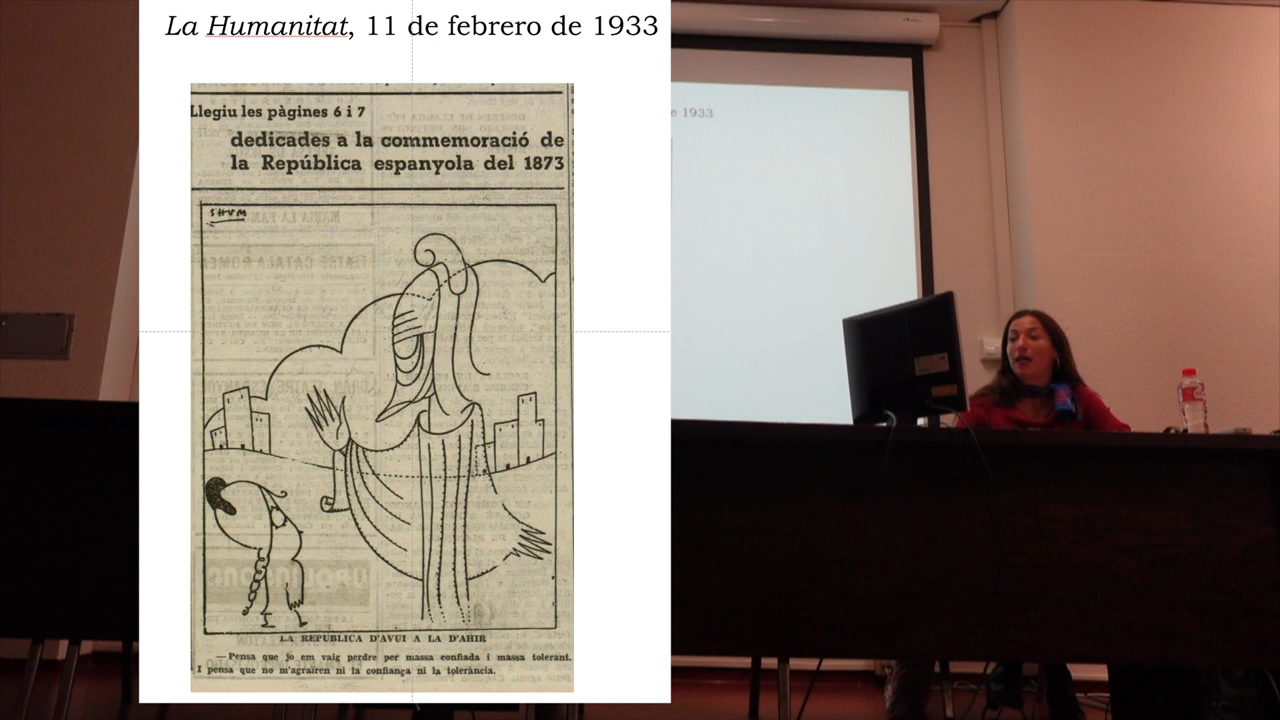 La Humanitat, 11 de febrero de 1933
Llegiu les pàgines 6 i 7
dedicades a la commemoració de
la República espanyola del 1873
SHUM
LA REPUBLICA D'AVUI A LA D'AHIR
—Pensa que jo em vaig perdre per massa confiada i massa tolerant.
I pensa que no m'agraïren ni la confiança ni la tolerància.
e 1933